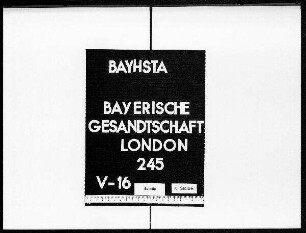 BAYHSTA
BAYERISCHE
GESANDTSCHAFT
LONDON
245
V-16